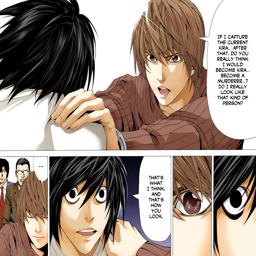 IF I CAPTURE
THE CURRENT
KIRA... AFTER
THAT, DO YOU
REALLY THINK
I WOULD
BECOME KIRA...
BECOME A
MURDERER...?
DO I REALLY
LOOK LIKE
THAT KIND OF
PERSON?
...
THAT'S
WHAT I
THINK, AND
THAT'S HOW
YOU LOOK.